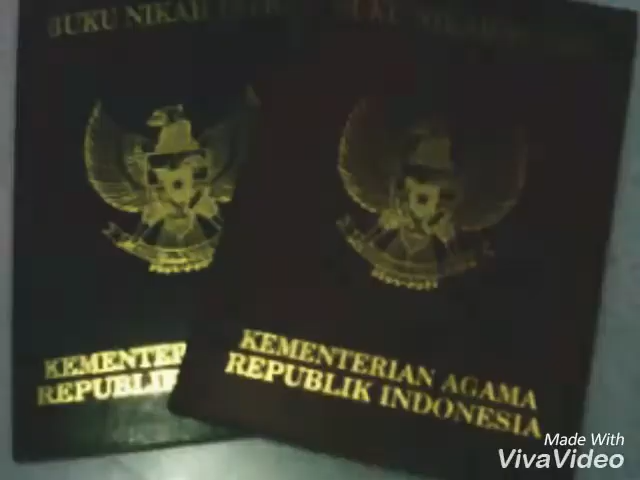 BUKU NIKAH
KEMENTERIAN AGAMA
REPUBLIK INDONESIA
KEMENTER
REPUBLIK
Made With
VivaVideo